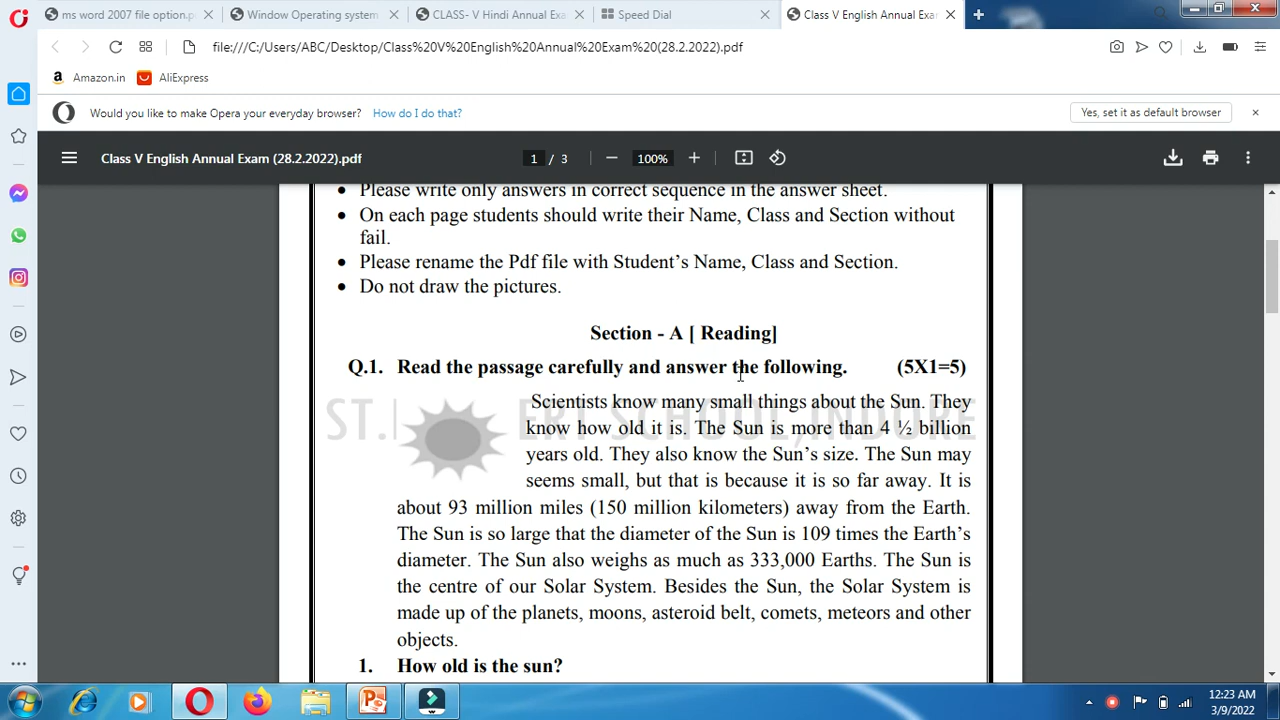 ms word 2007 file option.p
Window Operating system
CLASS- V Hindi Annual Exa
Speed Dial
Class V English Annual Exam
file:///C:/Users/ABC/Desktop/Class%20V%20English%20Annual%20Exam%20(28.2.2022).pdf
Amazon.in
AliExpress
Would you like to make Opera your everyday browser? How do I do that?
Yes, set it as default browser
Class V English Annual Exam (28.2.2022).pdf
1 / 3
100%
• Please write only answers in correct sequence in the answer sheet.
• On each page students should write their Name, Class and Section without
fail.
• Please rename the Pdf file with Student's Name, Class and Section.
• Do not draw the pictures.
Section - A [ Reading]
Q.1. Read the passage carefully and answer the following. (5X1=5)
Scientists know many small things about the Sun. They
know how old it is. The Sun is more than 4 ½ billion
years old. They also know the Sun's size. The Sun may
seems small, but that is because it is so far away. It is
about 93 million miles (150 million kilometers) away from the Earth.
The Sun is so large that the diameter of the Sun is 109 times the Earth's
diameter. The Sun also weighs as much as 333,000 Earths. The Sun is
the centre of our Solar System. Besides the Sun, the Solar System is
made up of the planets, moons, asteroid belt, comets, meteors and other
objects.
1. How old is the sun?
12:23 AM
3/9/2022